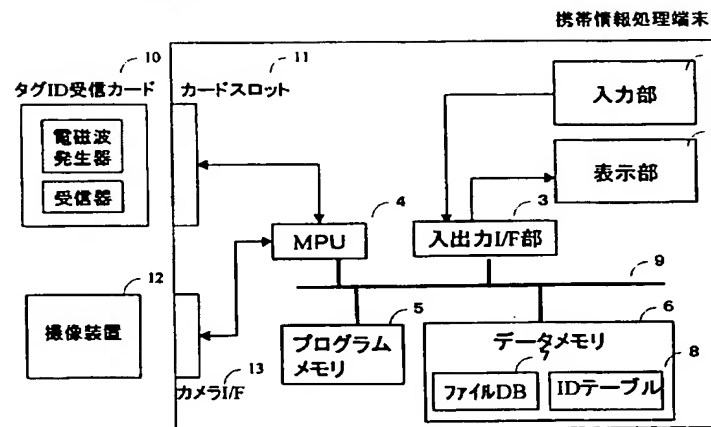 携帯情報処理端末
10
11
タグID受信カード
カードスロット
電磁波
発生器
受信器
入力部
表示部
4
3
MPU
入出力I/F部
9
12
撮像装置
13
カメラI/F
5
プログラム
メモリ
6
データメモリ
8
ファイルDB
IDテーブル